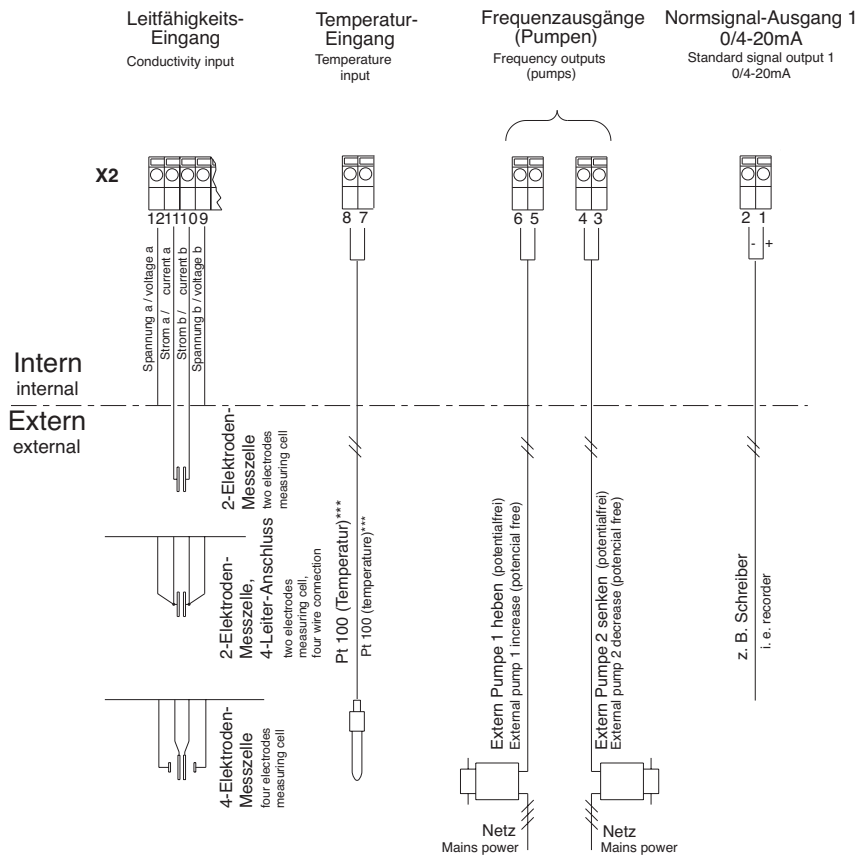 Leitfähigkeits-
Eingang
Conductivity input
Temperatur-
Eingang
Temperature
input
Frequenzausgänge
(Pumpen)
Frequency outputs
(pumps)
Normsignal-Ausgang 1
0/4-20mA
Standard signal output 1
0/4-20mA
X2
12 11 10 9
8 7
6 5
4 3
2 1
- +
Spannung a / voltage a
Strom a / current a
Strom b / current b
Spannung b / voltage b
Intern
internal
Extern
external
2-Elektroden-
Messzelle
two electrodes
measuring cell
2-Elektroden-
Messzelle,
4-Leiter-Anschluss
two electrodes
measuring cell,
four wire connection
4-Elektroden-
Messzelle
four electrodes
measuring cell
Pt 100 (Temperatur)***
Pt 100 (temperature)***
Extern Pumpe 1 heben (potentialfrei)
External pump 1 increase (potencial free)
Extern Pumpe 2 senken (potentialfrei)
External pump 2 decrease (potencial free)
z. B. Schreiber
i. e. recorder
Netz
Mains power
Netz
Mains power